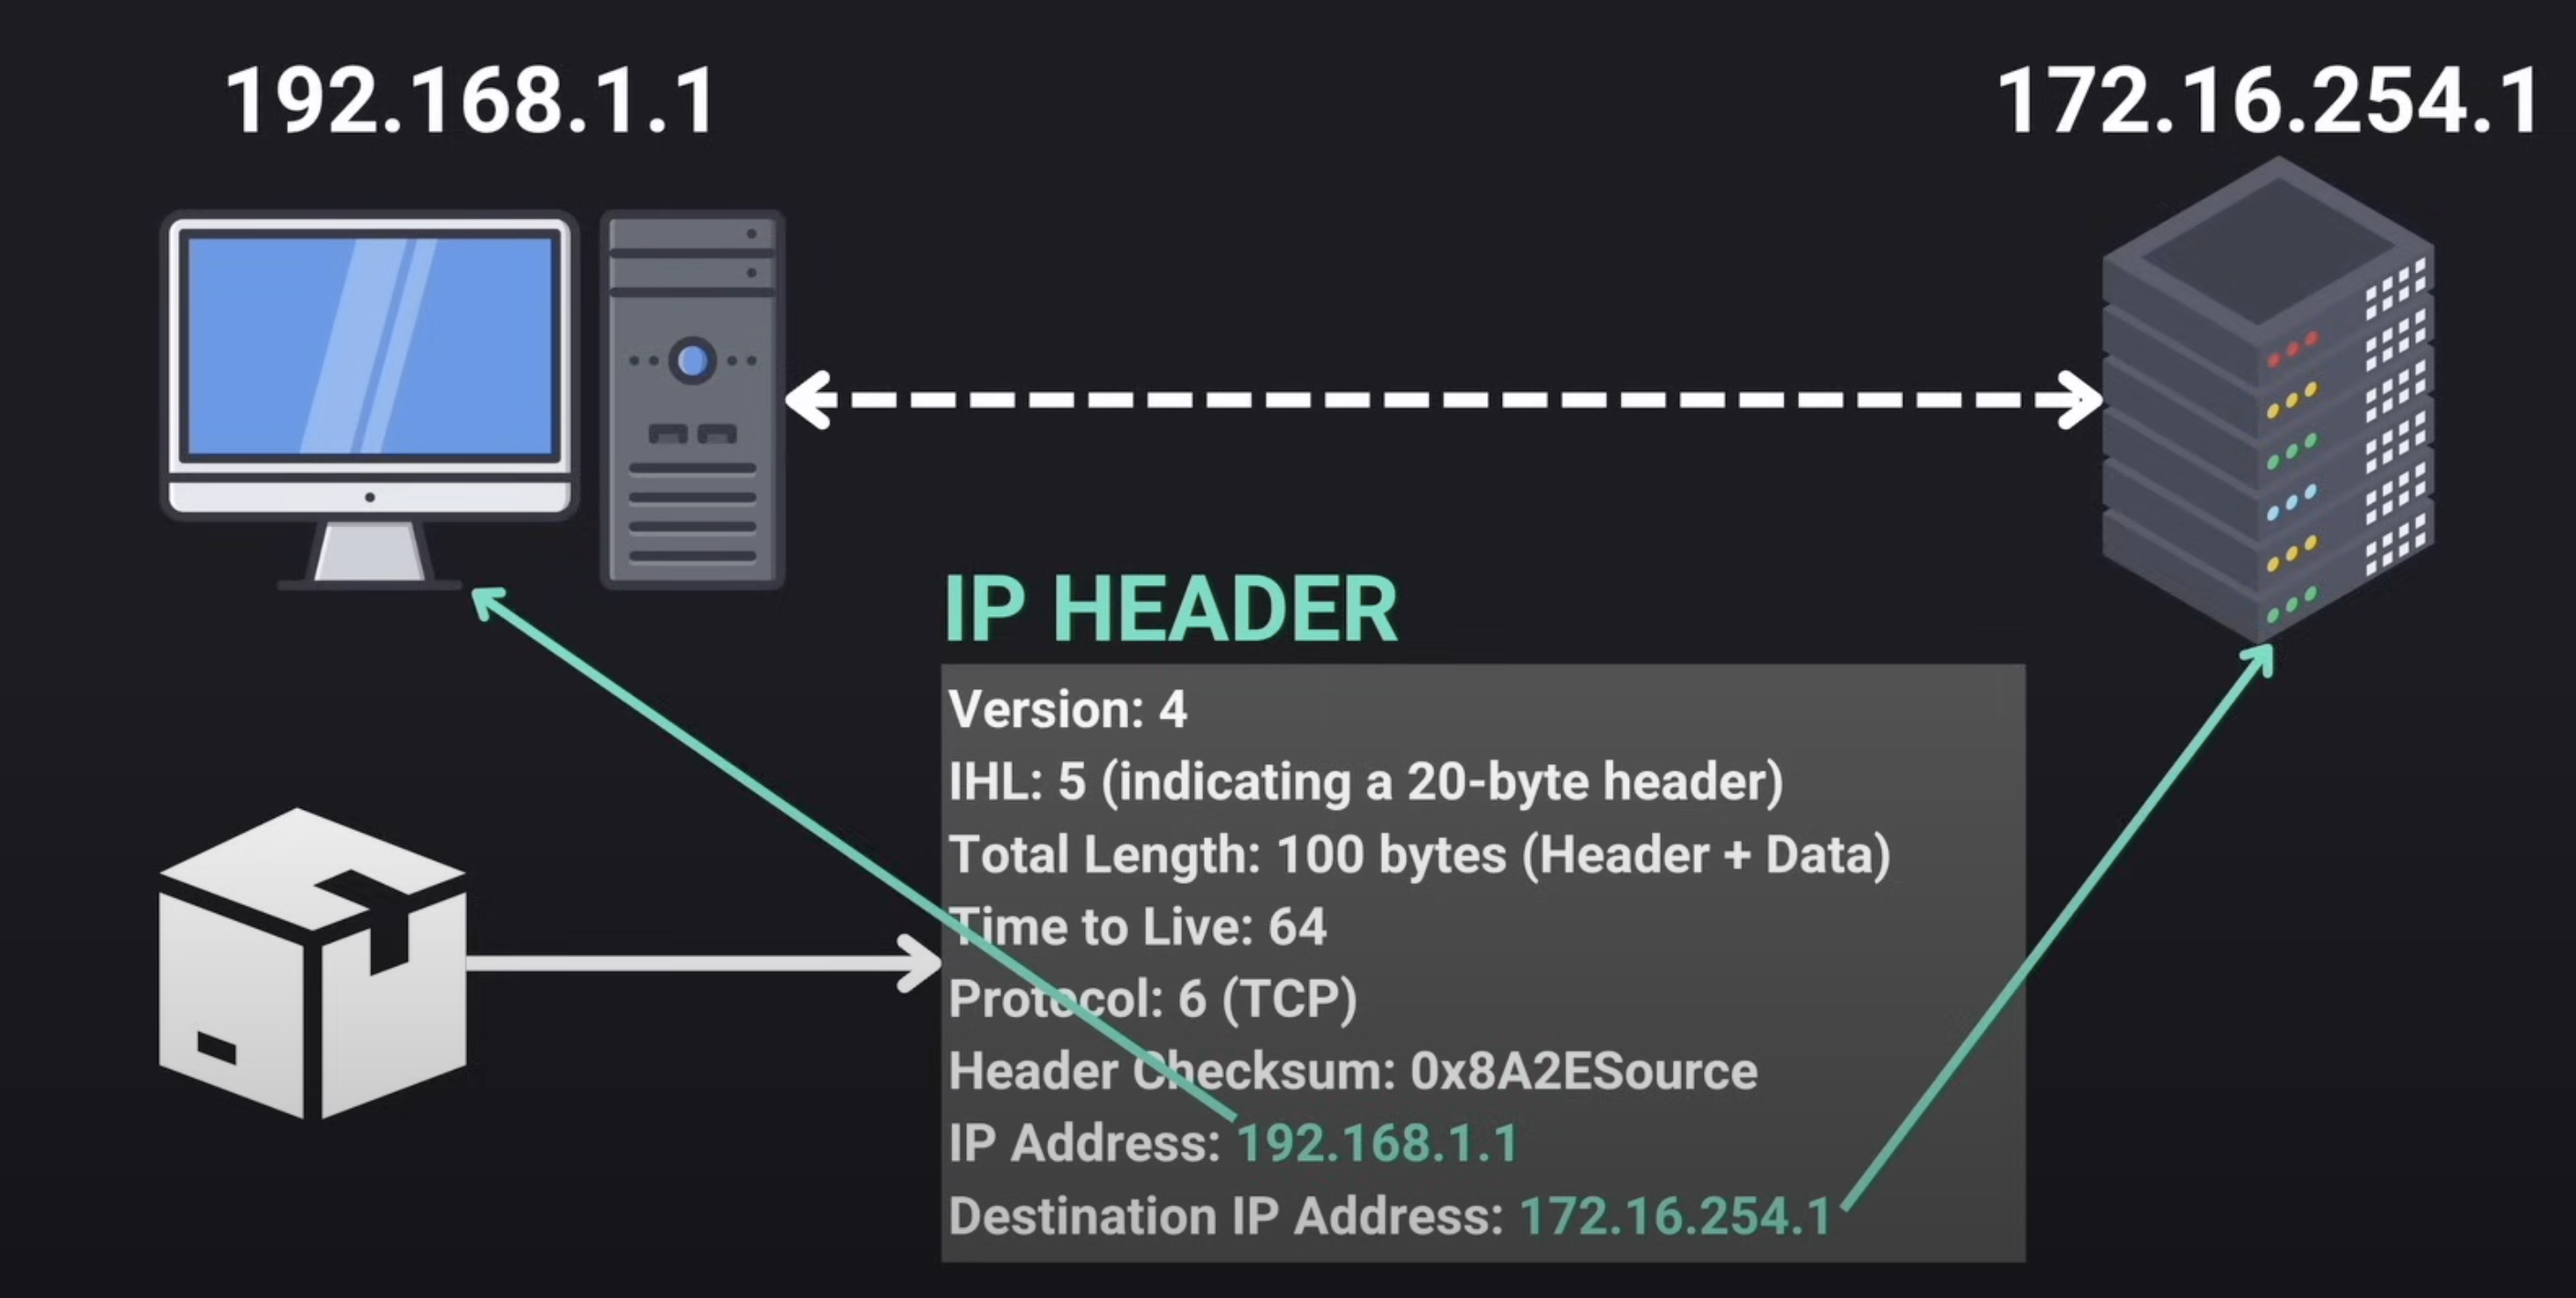 192.168.1.1
172.16.254.1
IP HEADER
Version: 4
IHL: 5 (indicating a 20-byte header)
Total Length: 100 bytes (Header + Data)
Time to Live: 64
Protocol: 6 (TCP)
Header Checksum: 0x8A2ESource
IP Address: 192.168.1.1
Destination IP Address: 172.16.254.1